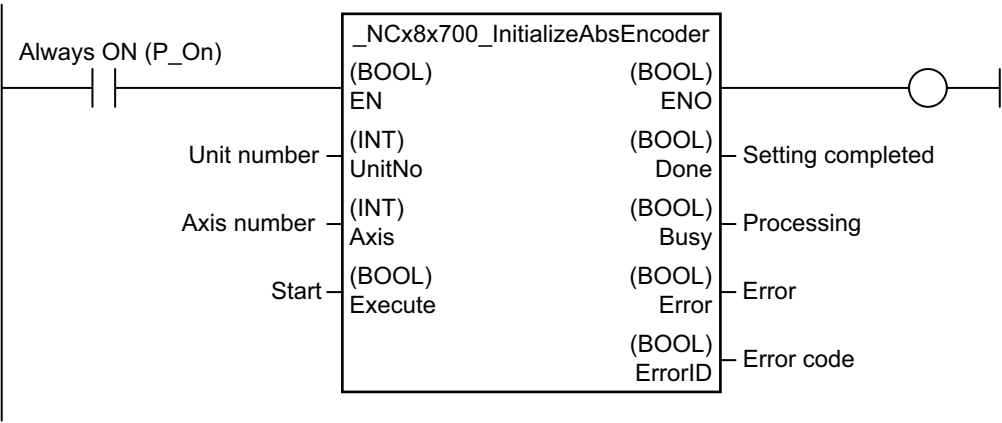 _NCx8x700_InitializeAbsEncoder
Always ON (P_On)
(BOOL) (BOOL)
EN ENO
(INT) (BOOL)
Unit number UnitNo Done Setting completed
(INT) (BOOL)
Axis number Axis Busy Processing
(BOOL) (BOOL)
Start Execute Error Error
(BOOL)
ErrorID Error code